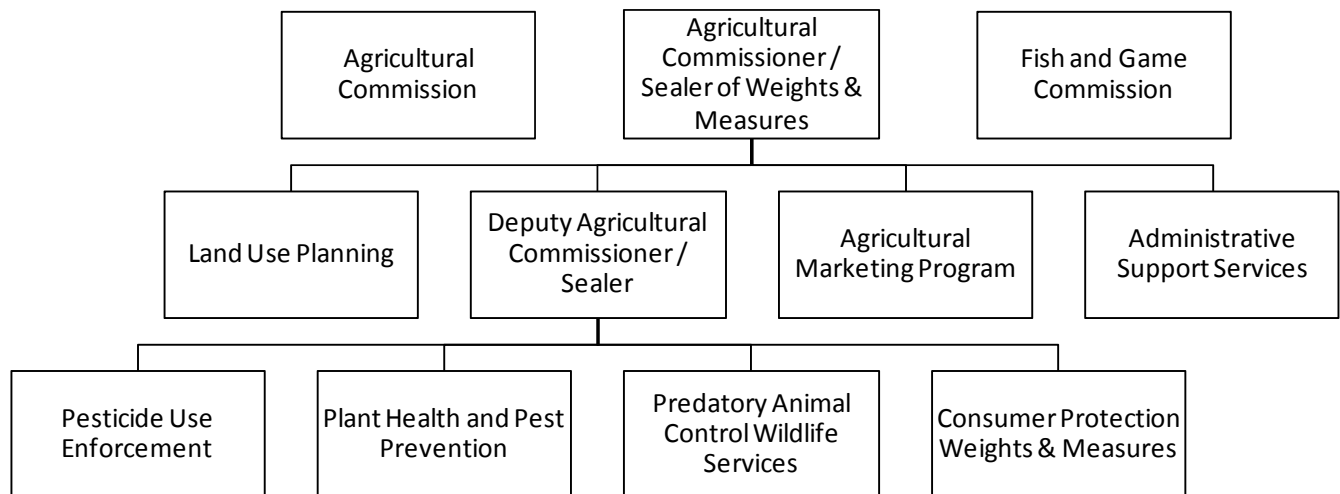 Agricultural
Commission
Agricultural
Commissioner /
Sealer of Weights &
Measures
Fish and Game
Commission
Land Use Planning
Deputy Agricultural
Commissioner /
Sealer
Agricultural
Marketing Program
Administrative
Support Services
Pesticide Use
Enforcement
Plant Health and Pest
Prevention
Predatory Animal
Control Wildlife
Services
Consumer Protection
Weights & Measures